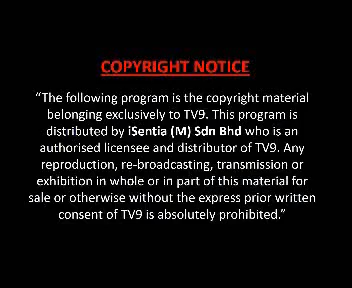 COPYRIGHT NOTICE
“The following program is the copyright material
belonging exclusively to TV9. This program is
distributed by iSentia (M) Sdn Bhd who is an
authorised licensee and distributor of TV9. Any
reproduction, re-broadcasting, transmission or
exhibition in whole or in part of this material for
sale or otherwise without the express prior written
consent of TV9 is absolutely prohibited.”